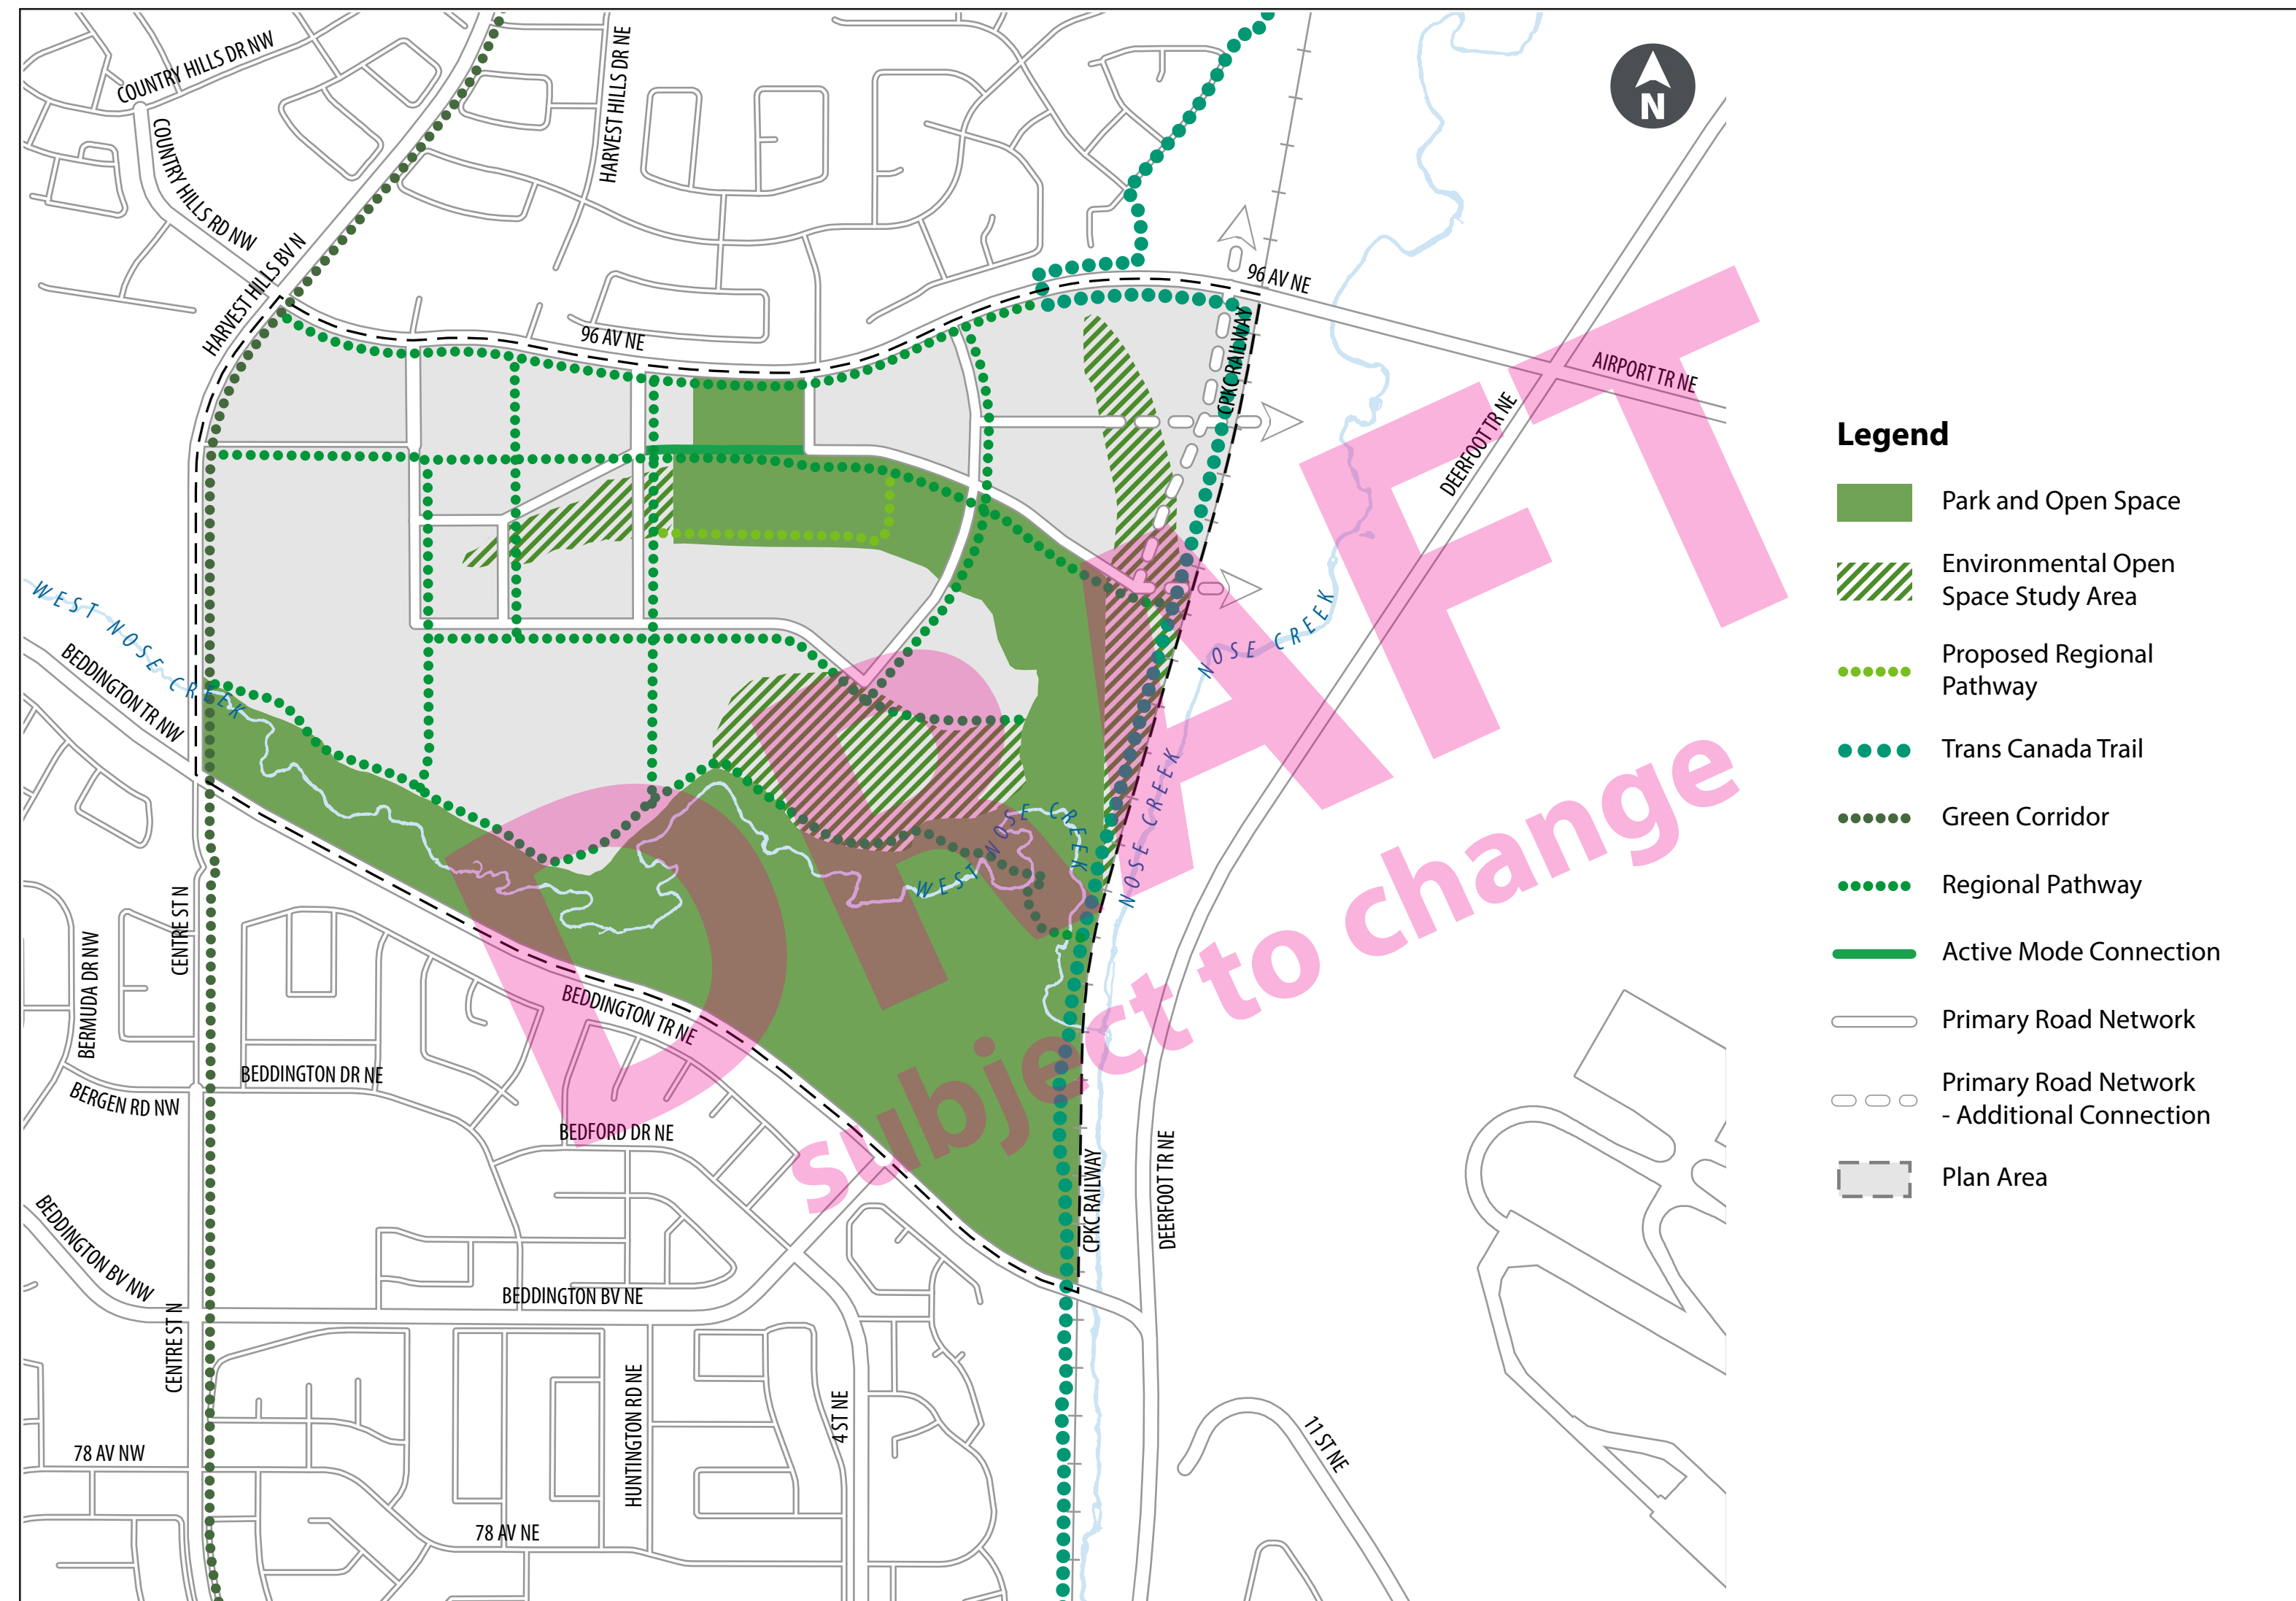 COUNTRY HILLS DR NW
HARVEST HILLS DR NE
N
COUNTRY HILLS RD NW
HARVEST HILLS BV N
96 AV NE
96 AV NE
CPKC RAILWAY
AIRPORT TR NE
DEERFOOT TR NE
WEST NOSE CREEK
BEDDINGTON TR NW
NOSE CREEK
NOSE CREEK
WEST NOSE CREEK
CENTRE ST N
BERMUDA DR NW
BEDDINGTON TR NE
BEDDINGTON DR NE
BERGEN RD NW
BEDFORD DR NE
CPKC RAILWAY
DEERFOOT TR NE
BEDDINGTON BV NW
BEDDINGTON BV NE
CENTRE ST N
HUNTINGTON RD NE
4 ST NE
11 ST NE
78 AV NW
78 AV NE
DRAFT
subject to change
Legend
Park and Open Space
Environmental Open
Space Study Area
Proposed Regional
Pathway
Trans Canada Trail
Green Corridor
Regional Pathway
Active Mode Connection
Primary Road Network
Primary Road Network
- Additional Connection
Plan Area